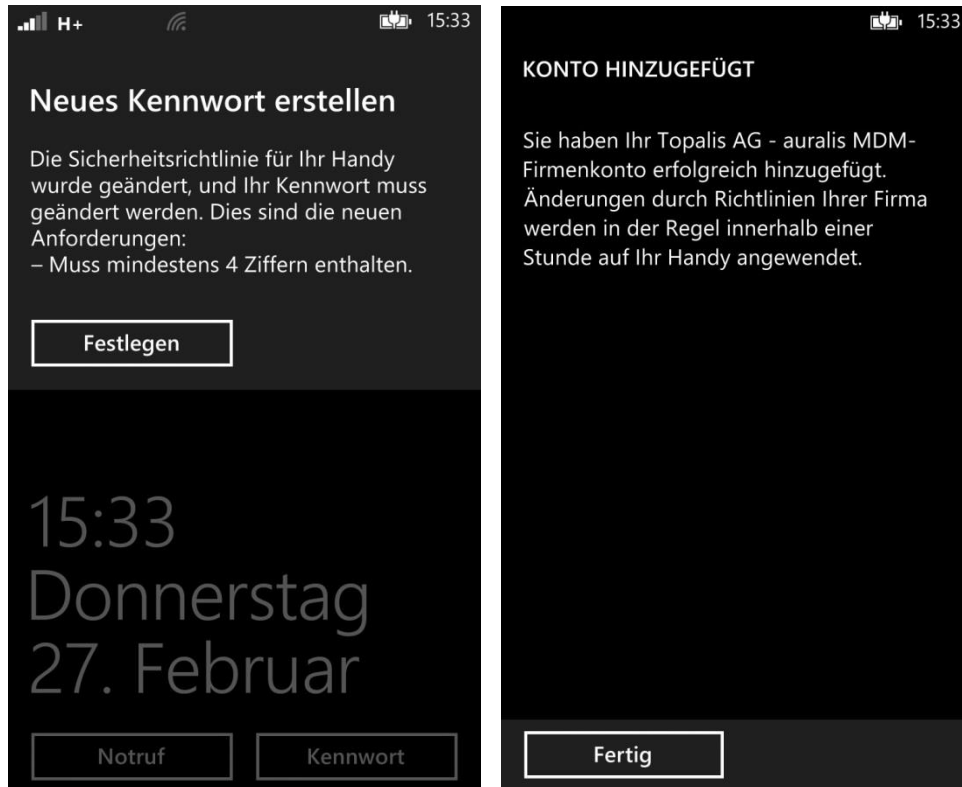 H+ 15:33
Neues Kennwort erstellen
Die Sicherheitsrichtlinie für Ihr Handy
wurde geändert, und Ihr Kennwort muss
geändert werden. Dies sind die neuen
Anforderungen:
– Muss mindestens 4 Ziffern enthalten.
Festlegen
15:33
Donnerstag
27. Februar
Notruf Kennwort
15:33
KONTO HINZUGEFÜGT
Sie haben Ihr Topalis AG - auralis MDM-
Firmenkonto erfolgreich hinzugefügt.
Änderungen durch Richtlinien Ihrer Firma
werden in der Regel innerhalb einer
Stunde auf Ihr Handy angewendet.
Fertig